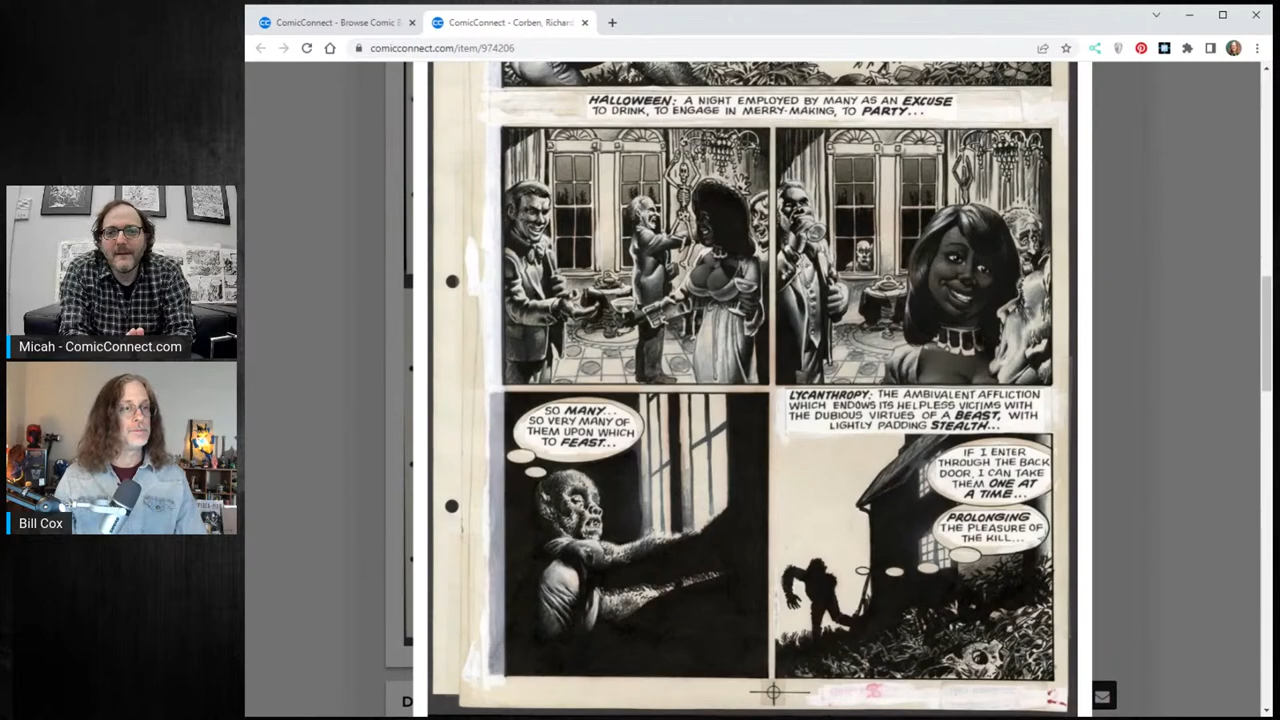 ComicConnect - Browse Comic B
ComicConnect - Corben, Richard
comicconnect.com/item/974206
HALLOWEEN: A NIGHT EMPLOYED BY MANY AS AN EXCUSE
TO DRINK, TO ENGAGE IN MERRY-MAKING, TO PARTY...
SO MANY...
SO VERY MANY OF
THEM UPON WHICH
TO FEAST...
LYCANTHROPY: THE AMBIVALENT AFFLICTION
WHICH ENDOWS ITS HELPLESS VICTIMS WITH
THE DUBIOUS VIRTUES OF A BEAST, WITH
LIGHTLY PADDING STEALTH...
IF I ENTER
THROUGH THE BACK
DOOR, I CAN TAKE
THEM ONE AT
A TIME...
PROLONGING
THE PLEASURE OF
THE KILL...
Micah - ComicConnect.com
Bill Cox
D